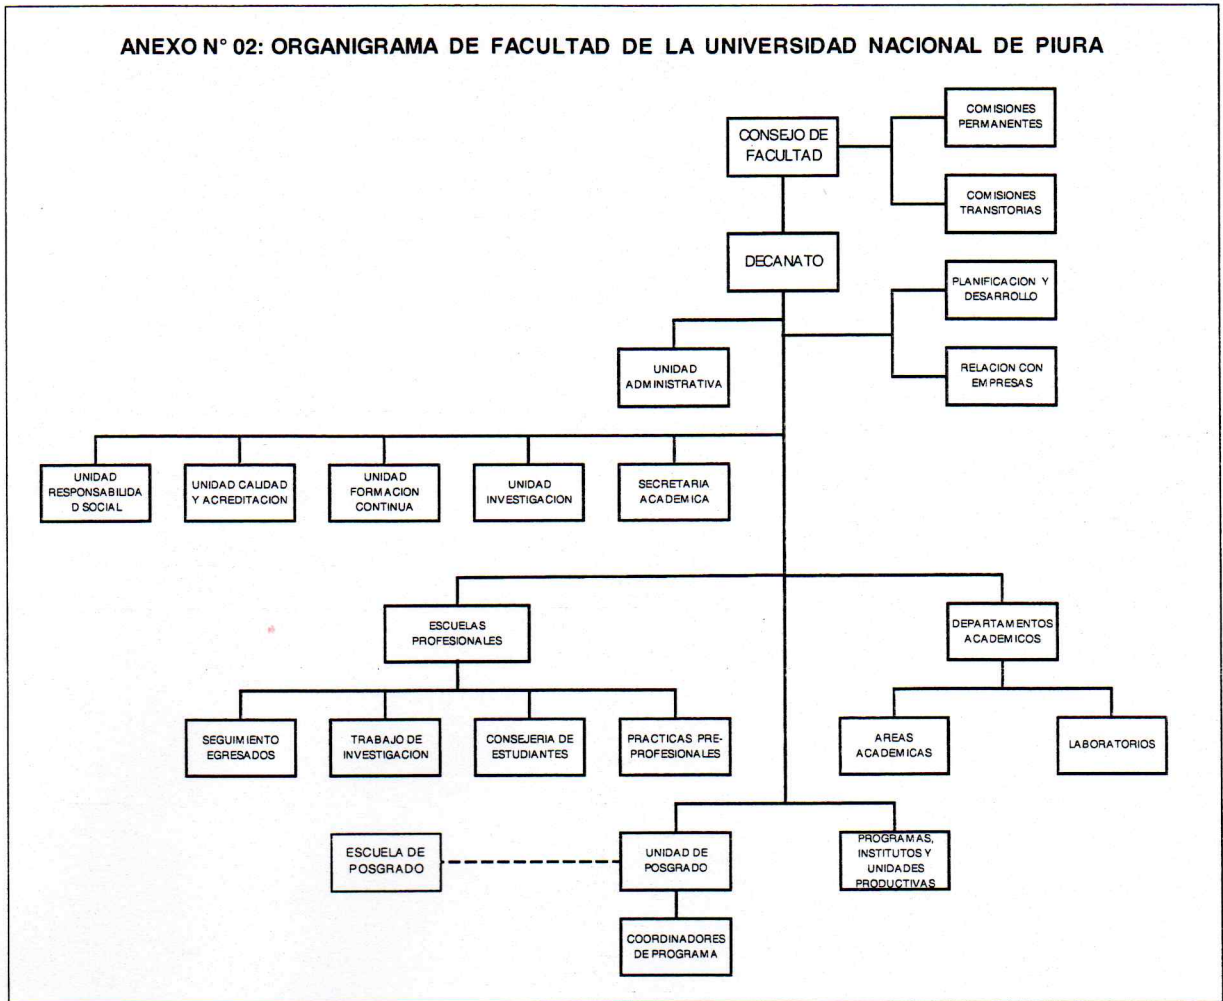 ANEXO N° 02: ORGANIGRAMA DE FACULTAD DE LA UNIVERSIDAD NACIONAL DE PIURA
CONSEJO DE
FACULTAD
COMISIONES
PERMANENTES
COMISIONES
TRANSITORIAS
DECANATO
PLANIFICACION Y
DESARROLLO
RELACION CON
EMPRESAS
UNIDAD
ADMINISTRATIVA
UNIDAD
RESPONSABILIDA
D SOCIAL
UNIDAD CALIDAD
Y ACREDITACION
UNIDAD
FORMACION
CONTINUA
UNIDAD
INVESTIGACION
SECRETARIA
ACADEMICA
ESCUELAS
PROFESIONALES
DEPARTAMENTOS
ACADEMICOS
SEGUIMIENTO
EGRESADOS
TRABAJO DE
INVESTIGACION
CONSEJERIA DE
ESTUDIANTES
PRACTICAS PRE-
PROFESIONALES
AREAS
ACADEMICAS
LABORATORIOS
ESCUELA DE
POSGRADO
UNIDAD DE
POSGRADO
PROGRAMAS,
INSTITUTOS Y
UNIDADES
PRODUCTIVAS
COORDINADORES
DE PROGRAMA